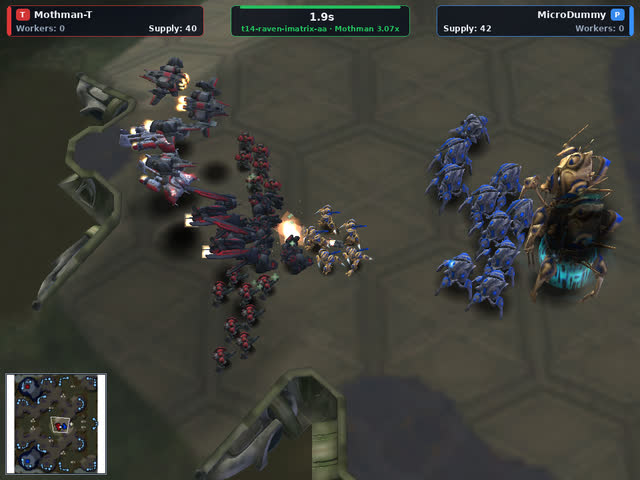 T Mothman-T
Workers: 0 Supply: 40
1.9s
t14-raven-imatrix-aa · Mothman 3.07x
MicroDummy P
Supply: 42 Workers: 0